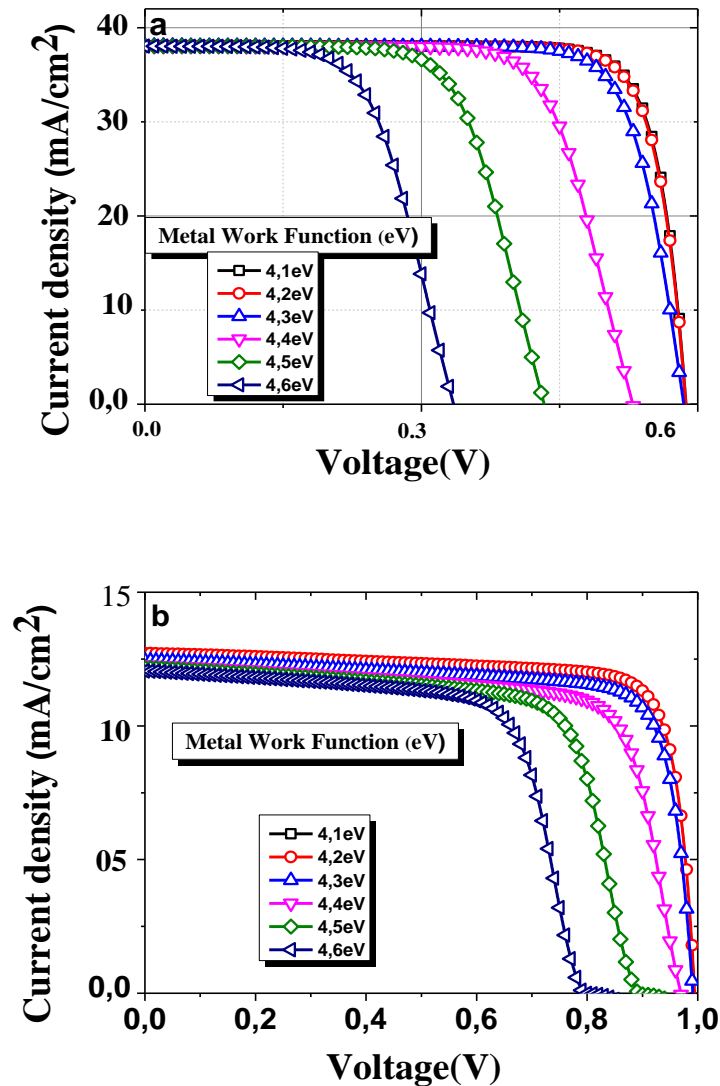 a
40
30
20
10
0,0
Current density (mA/cm2)
Metal Work Function (eV)
4,1eV
4,2eV
4,3eV
4,4eV
4,5eV
4,6eV
0.0 0.3 0.6
Voltage(V)
b
15
10
05
0,0
Current density (mA/cm2)
Metal Work Function (eV)
4,1eV
4,2eV
4,3eV
4,4eV
4,5eV
4,6eV
0,0 0,2 0,4 0,6 0,8 1,0
Voltage(V)